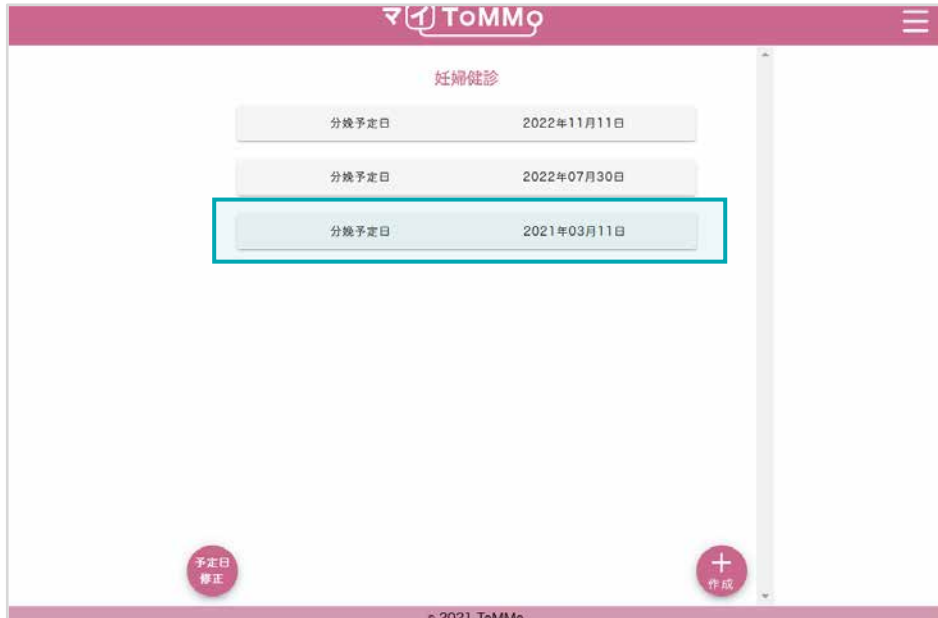 マイToMMo
妊婦健診
分娩予定日 2022年11月11日
分娩予定日 2022年07月30日
分娩予定日 2021年03月11日
予定日
修正
作成
© 2021 ToMMo